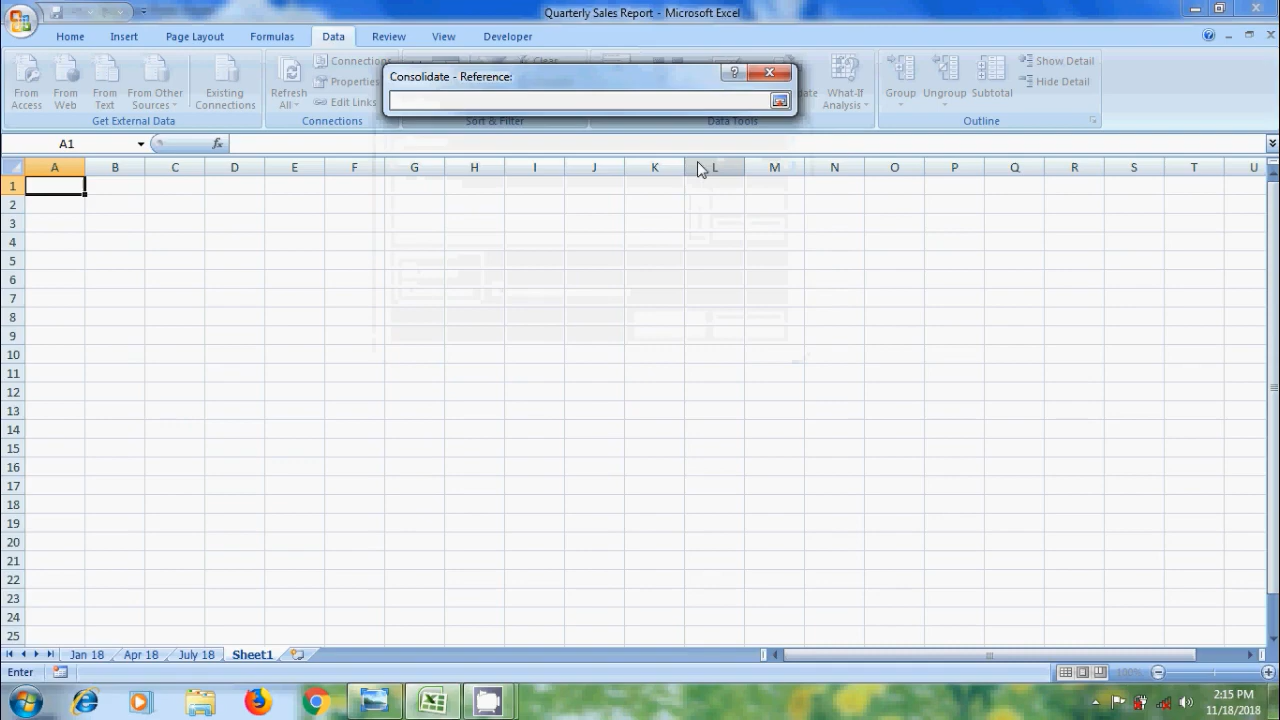 Quarterly Sales Report - Microsoft Excel
Home Insert Page Layout Formulas Data Review View Developer
From Access
From Web
From Text
From Other Sources
Existing Connections
Refresh All
Connections
Properties
Edit Links
Clear
What-If Analysis
Group
Ungroup
Subtotal
Show Detail
Hide Detail
Get External Data
Connections
Sort & Filter
Data Tools
Outline
Consolidate - Reference:
A1
fx
A B C D E F G H I J K L M N O P Q R S T U
1
2
3
4
5
6
7
8
9
10
11
12
13
14
15
16
17
18
19
20
21
22
23
24
25
Jan 18 Apr 18 July 18 Sheet1
Enter
100%
2:15 PM
11/18/2018